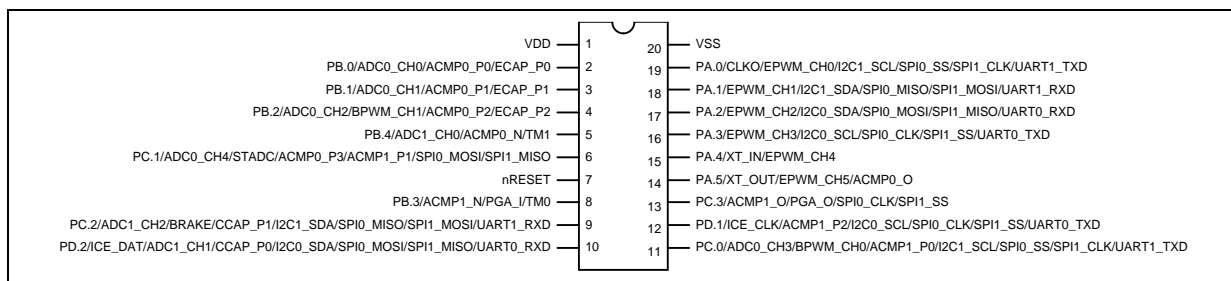 VDD 1 20 VSS
PB.0/ADC0_CH0/ACMP0_P0/ECAP_P0 2 19 PA.0/CLKO/EPWM_CH0/I2C1_SCL/SPI0_SS/SPI1_CLK/UART1_TXD
PB.1/ADC0_CH1/ACMP0_P1/ECAP_P1 3 18 PA.1/EPWM_CH1/I2C1_SDA/SPI0_MISO/SPI1_MOSI/UART1_RXD
PB.2/ADC0_CH2/BPWM_CH1/ACMP0_P2/ECAP_P2 4 17 PA.2/EPWM_CH2/I2C0_SDA/SPI0_MOSI/SPI1_MISO/UART0_RXD
PB.4/ADC1_CH0/ACMP0_N/TM1 5 16 PA.3/EPWM_CH3/I2C0_SCL/SPI0_CLK/SPI1_SS/UART0_TXD
PC.1/ADC0_CH4/STADC/ACMP0_P3/ACMP1_P1/SPI0_MOSI/SPI1_MISO 6 15 PA.4/XT_IN/EPWM_CH4
nRESET 7 14 PA.5/XT_OUT/EPWM_CH5/ACMP0_O
PB.3/ACMP1_N/PGA_I/TM0 8 13 PC.3/ACMP1_O/PGA_O/SPI0_CLK/SPI1_SS
PC.2/ADC1_CH2/BRAKE/CCAP_P1/I2C1_SDA/SPI0_MISO/SPI1_MOSI/UART1_RXD 9 12 PD.1/ICE_CLK/ACMP1_P2/I2C0_SCL/SPI0_CLK/SPI1_SS/UART0_TXD
PD.2/ICE_DAT/ADC1_CH1/CCAP_P0/I2C0_SDA/SPI0_MOSI/SPI1_MISO/UART0_RXD 10 11 PC.0/ADC0_CH3/BPWM_CH0/ACMP1_P0/I2C1_SCL/SPI0_SS/SPI1_CLK/UART1_TXD